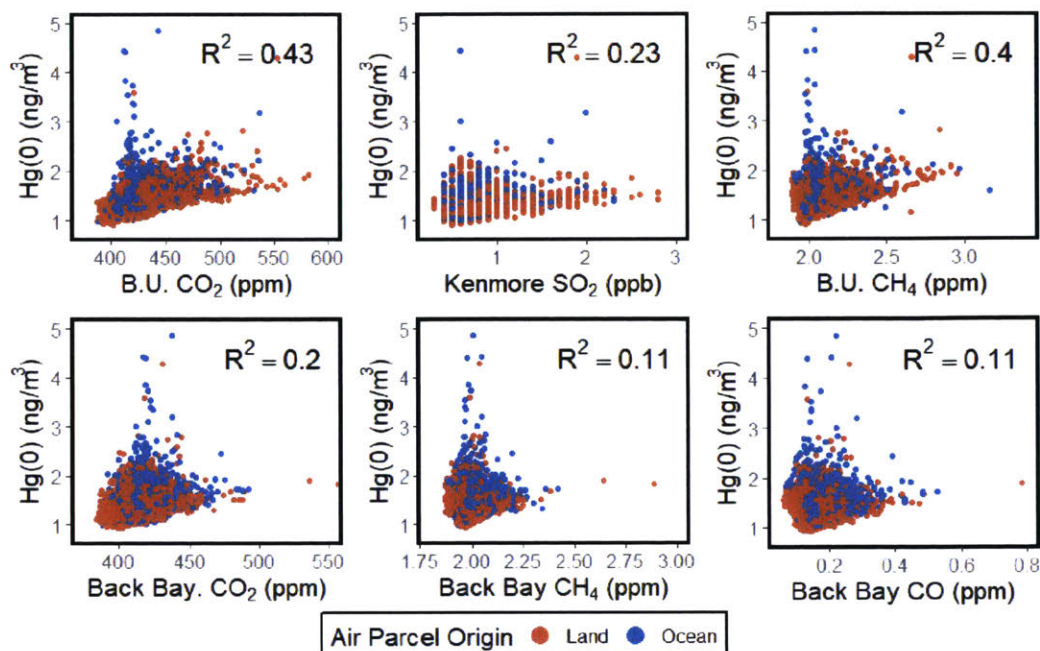 R² = 0.43
Hg(0) (ng/m³)
5
4
3
2
1
400 450 500 550 600
B.U. CO₂ (ppm)
R² = 0.23
Hg(0) (ng/m³)
5
4
3
2
1
1 2 3
Kenmore SO₂ (ppb)
R² = 0.4
Hg(0) (ng/m³)
5
4
3
2
1
2.0 2.5 3.0
B.U. CH₄ (ppm)
R² = 0.2
Hg(0) (ng/m³)
5
4
3
2
1
400 450 500 550
Back Bay. CO₂ (ppm)
R² = 0.11
Hg(0) (ng/m³)
5
4
3
2
1
1.75 2.00 2.25 2.50 2.75 3.00
Back Bay CH₄ (ppm)
R² = 0.11
Hg(0) (ng/m³)
5
4
3
2
1
0.2 0.4 0.6 0.8
Back Bay CO (ppm)
Air Parcel Origin Land Ocean